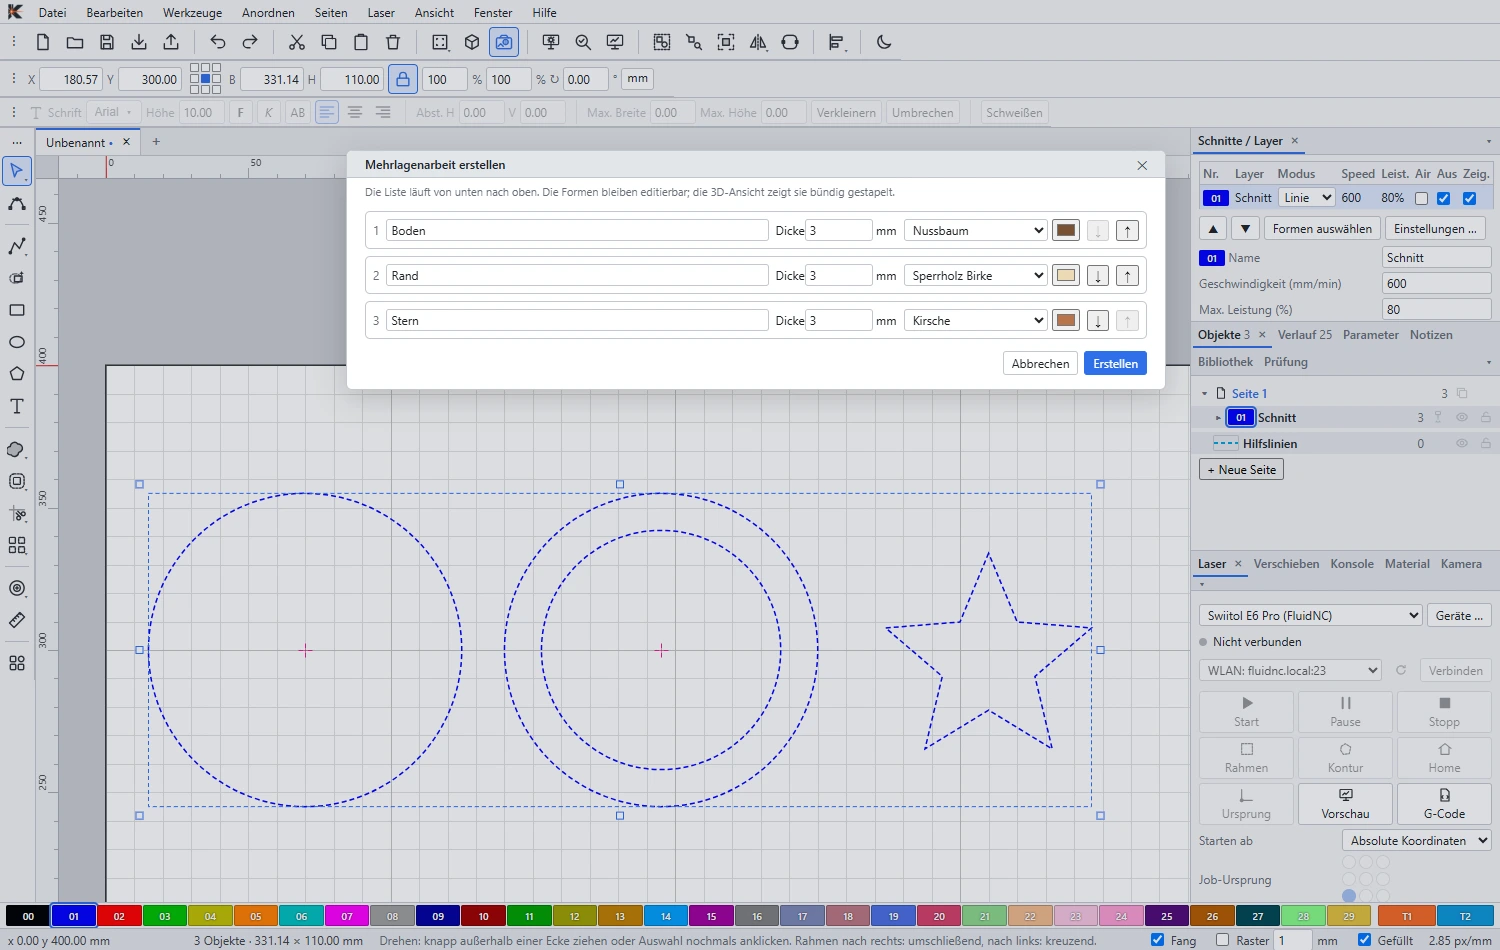 Datei Bearbeiten Werkzeuge Anordnen Seiten Laser Ansicht Fenster Hilfe
X 180.57 Y 300.00 B 331.14 H 110.00 100 % 100 % 0.00 ° mm
Schrift Arial Höhe 10.00 F K AB Abst. H 0.00 V 0.00 Max. Breite 0.00 Max. Höhe 0.00 Verkleinern Umbrechen Schweißen
Unbenannt • × +
0 50
450
400
350
300
250
Mehrlagenarbeit erstellen
Die Liste läuft von unten nach oben. Die Formen bleiben editierbar; die 3D-Ansicht zeigt sie bündig gestapelt.
1 Boden Dicke 3 mm Nussbaum ↓ ↑
2 Rand Dicke 3 mm Sperrholz Birke ↓ ↑
3 Stern Dicke 3 mm Kirsche ↓ ↑
Abbrechen Erstellen
Schnitte / Layer ×
Nr. Layer Modus Speed Leist. Air Aus Zeig.
01 Schnitt Linie 600 80%
▲ ▼ Formen auswählen Einstellungen ...
01 Name Schnitt
Geschwindigkeit (mm/min) 600
Max. Leistung (%) 80
Objekte 3 × Verlauf 25 Parameter Notizen
Bibliothek Prüfung
Seite 1 3
01 Schnitt 3
Hilfslinien 0
+ Neue Seite
Laser × Verschieben Konsole Material Kamera
Swiitol E6 Pro (FluidNC) Geräte ...
Nicht verbunden
WLAN: fluidnc.local:23 Verbinden
Start Pause Stopp
Rahmen Kontur Home
Ursprung Vorschau G-Code
Starten ab Absolute Koordinaten
Job-Ursprung
00 01 02 03 04 05 06 07 08 09 10 11 12 13 14 15 16 17 18 19 20 21 22 23 24 25 26 27 28 29 T1 T2
x 0.00 y 400.00 mm 3 Objekte · 331.14 × 110.00 mm Drehen: knapp außerhalb einer Ecke ziehen oder Auswahl nochmals anklicken. Rahmen nach rechts: umschließend, nach links: kreuzend. Fang Raster 1 mm Gefüllt 2.85 px/mm